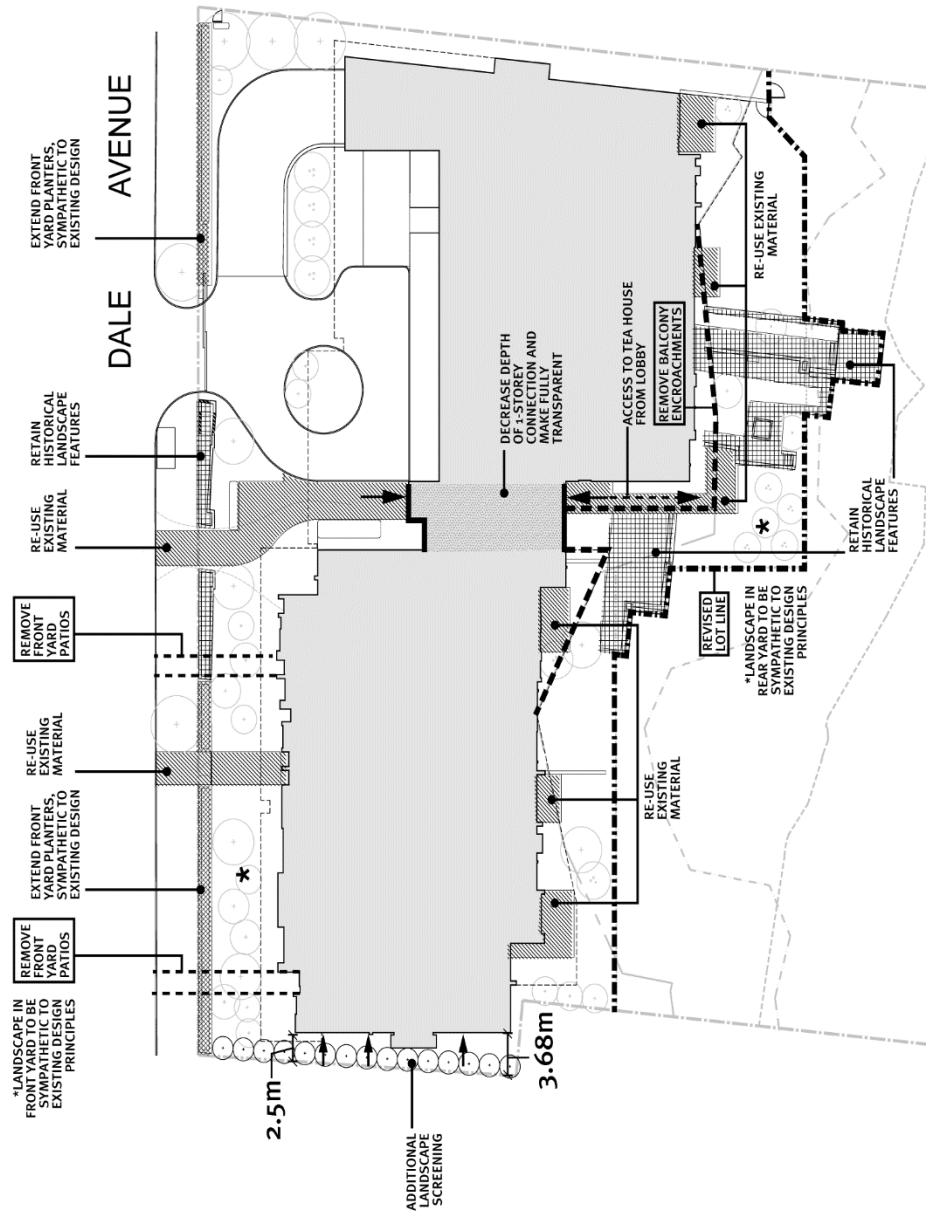 *LANDSCAPE IN
FRONT YARD TO BE
SYMPATHETIC TO
EXISTING DESIGN
PRINCIPLES
REMOVE
FRONT
YARD
PATIOS
EXTEND FRONT
YARD PLANTERS,
SYMPATHETIC TO
EXISTING DESIGN
RE-USE
EXISTING
MATERIAL
REMOVE
FRONT
YARD
PATIOS
RE-USE
EXISTING
MATERIAL
RETAIN
HISTORICAL
LANDSCAPE
FEATURES
EXTEND FRONT
YARD PLANTERS,
SYMPATHETIC TO
EXISTING DESIGN
DALE AVENUE
*
2.5m
3.68m
ADDITIONAL
LANDSCAPE
SCREENING
DECREASE DEPTH
OF 1-STOREY
CONNECTION AND
MAKE FULLY
TRANSPARENT
ACCESS TO TEA HOUSE
FROM LOBBY
REMOVE BALCONY
ENCROACHMENTS
RE-USE EXISTING
MATERIAL
RE-USE
EXISTING
MATERIAL
REVISED
LOT LINE
*LANDSCAPE IN
REAR YARD TO BE
SYMPATHETIC TO
EXISTING DESIGN
PRINCIPLES
*
RETAIN
HISTORICAL
LANDSCAPE
FEATURES